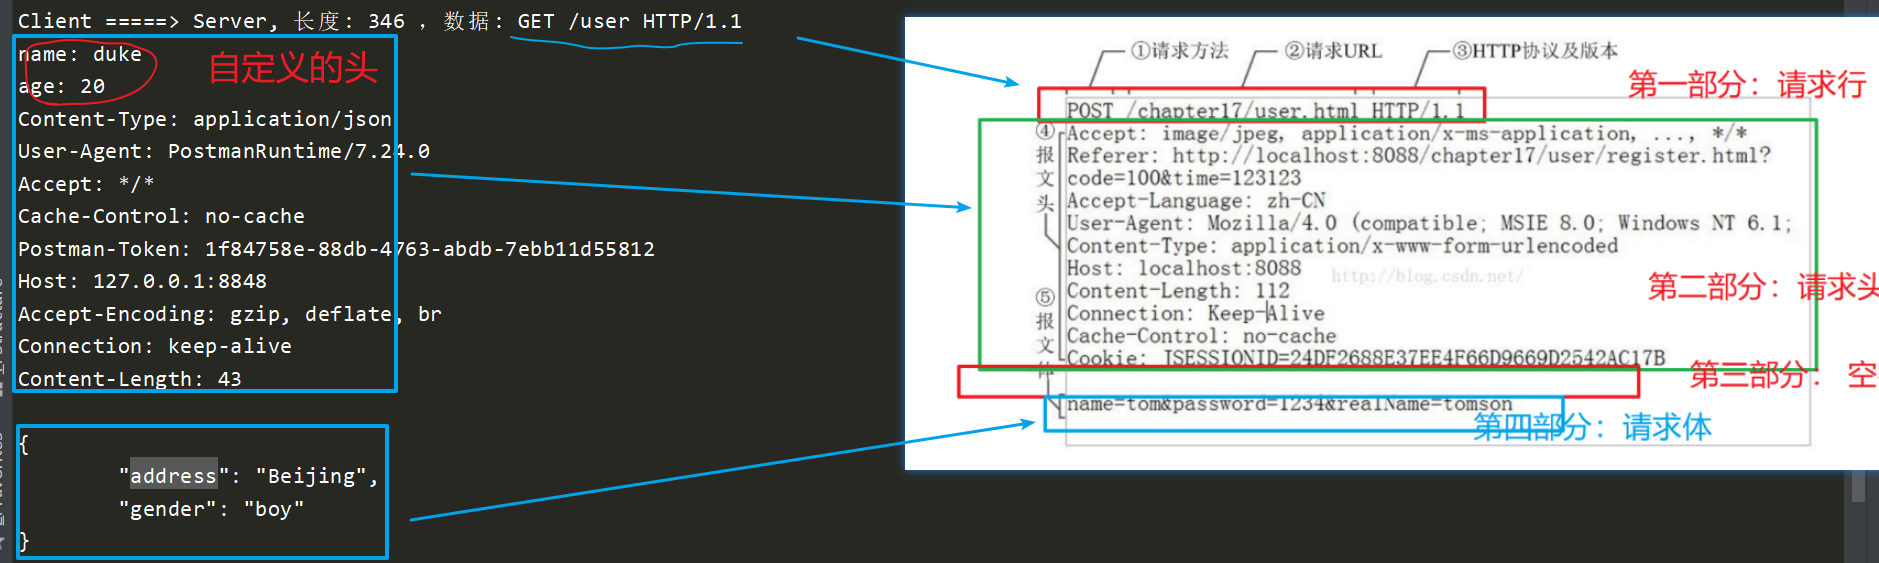 Client =====> Server, 长度: 346 , 数据: GET /user HTTP/1.1
name: duke
age: 20
自定义的头
Content-Type: application/json
User-Agent: PostmanRuntime/7.24.0
Accept: */*
Cache-Control: no-cache
Postman-Token: 1f84758e-88db-4763-abdb-7ebb11d55812
Host: 127.0.0.1:8848
Accept-Encoding: gzip, deflate, br
Connection: keep-alive
Content-Length: 43
{
"address": "Beijing",
"gender": "boy"
}
①请求方法 ②请求URL ③HTTP协议及版本
第一部分：请求行
POST /chapter17/user.html HTTP/1.1
④报文头
Accept: image/jpeg, application/x-ms-application, ..., */*
Referer: http://localhost:8088/chapter17/user/register.html?
code=100&time=123123
Accept-Language: zh-CN
User-Agent: Mozilla/4.0 (compatible; MSIE 8.0; Windows NT 6.1;
Content-Type: application/x-www-form-urlencoded
Host: localhost:8088
http://blog.csdn.net/
第二部分：请求头
Content-Length: 112
⑤报文体
Connection: Keep-Alive
Cache-Control: no-cache
Cookie: JSESSIONID=24DF2688E37EE4F66D9669D2542AC17B
第三部分： 空
name=tom&password=1234&realName=tomson
第四部分：请求体